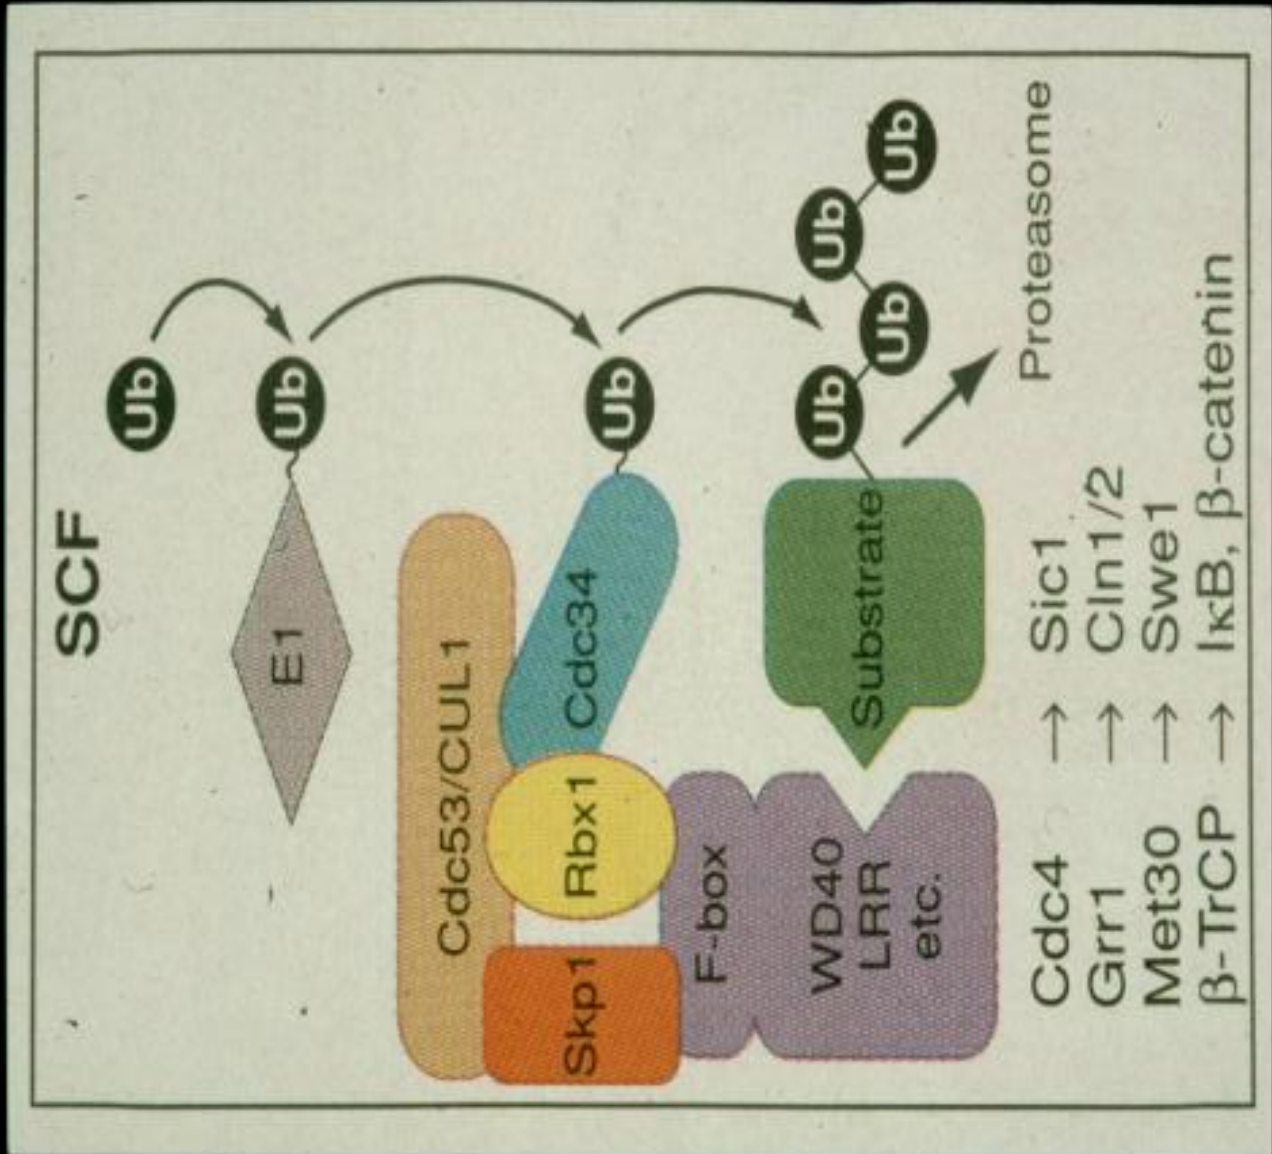 SCF
Ub
E1
Ub
Cdc53/CUL1
Skp1
Rbx1
Cdc34
Ub
F-box
WD40
LRR
etc.
Substrate
Ub
Ub
Ub
Ub
Proteasome
Cdc4 → Sic1
Grr1 → Cln1/2
Met30 → Swe1
β-TrCP → IκB, β-catenin